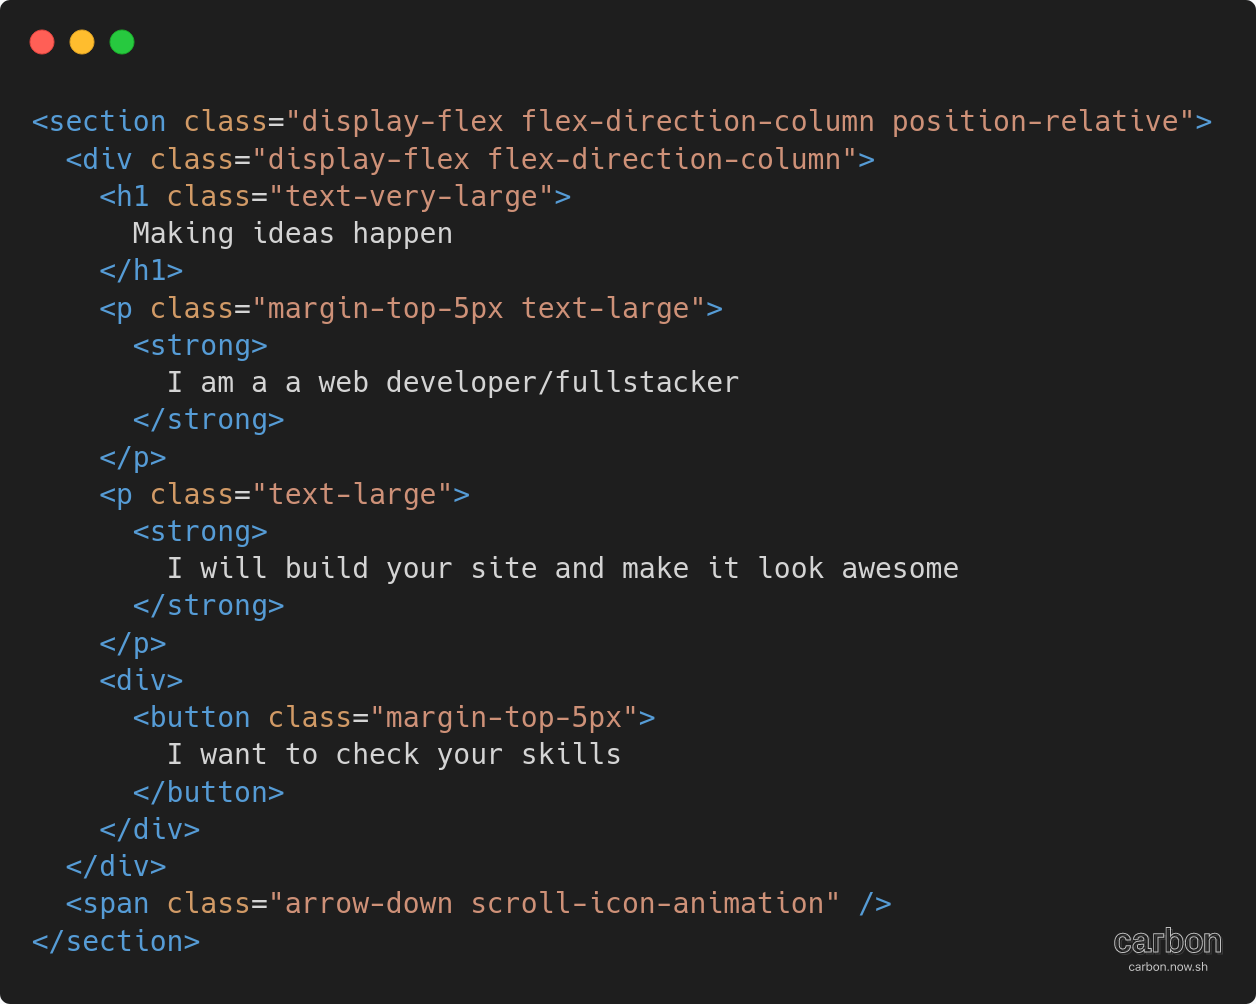 <section class="display-flex flex-direction-column position-relative">
  <div class="display-flex flex-direction-column">
    <h1 class="text-very-large">
      Making ideas happen
    </h1>
    <p class="margin-top-5px text-large">
      <strong>
        I am a a web developer/fullstacker
      </strong>
    </p>
    <p class="text-large">
      <strong>
        I will build your site and make it look awesome
      </strong>
    </p>
    <div>
      <button class="margin-top-5px">
        I want to check your skills
      </button>
    </div>
  </div>
  <span class="arrow-down scroll-icon-animation" />
</section>
carbon
carbon.now.sh